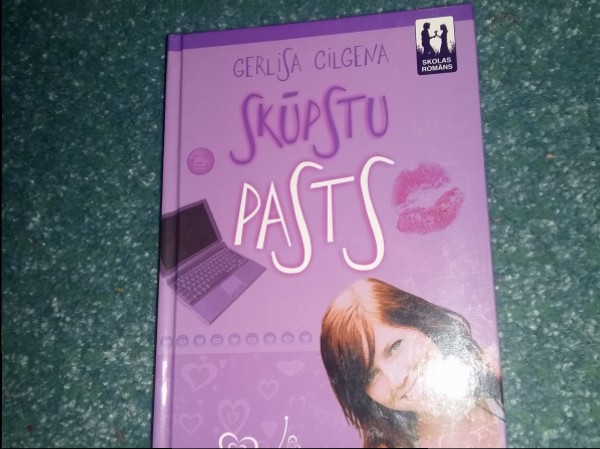 GERLISA CILGENA
SKOLAS
ROMĀNS
SKŪPSTU
PASTS